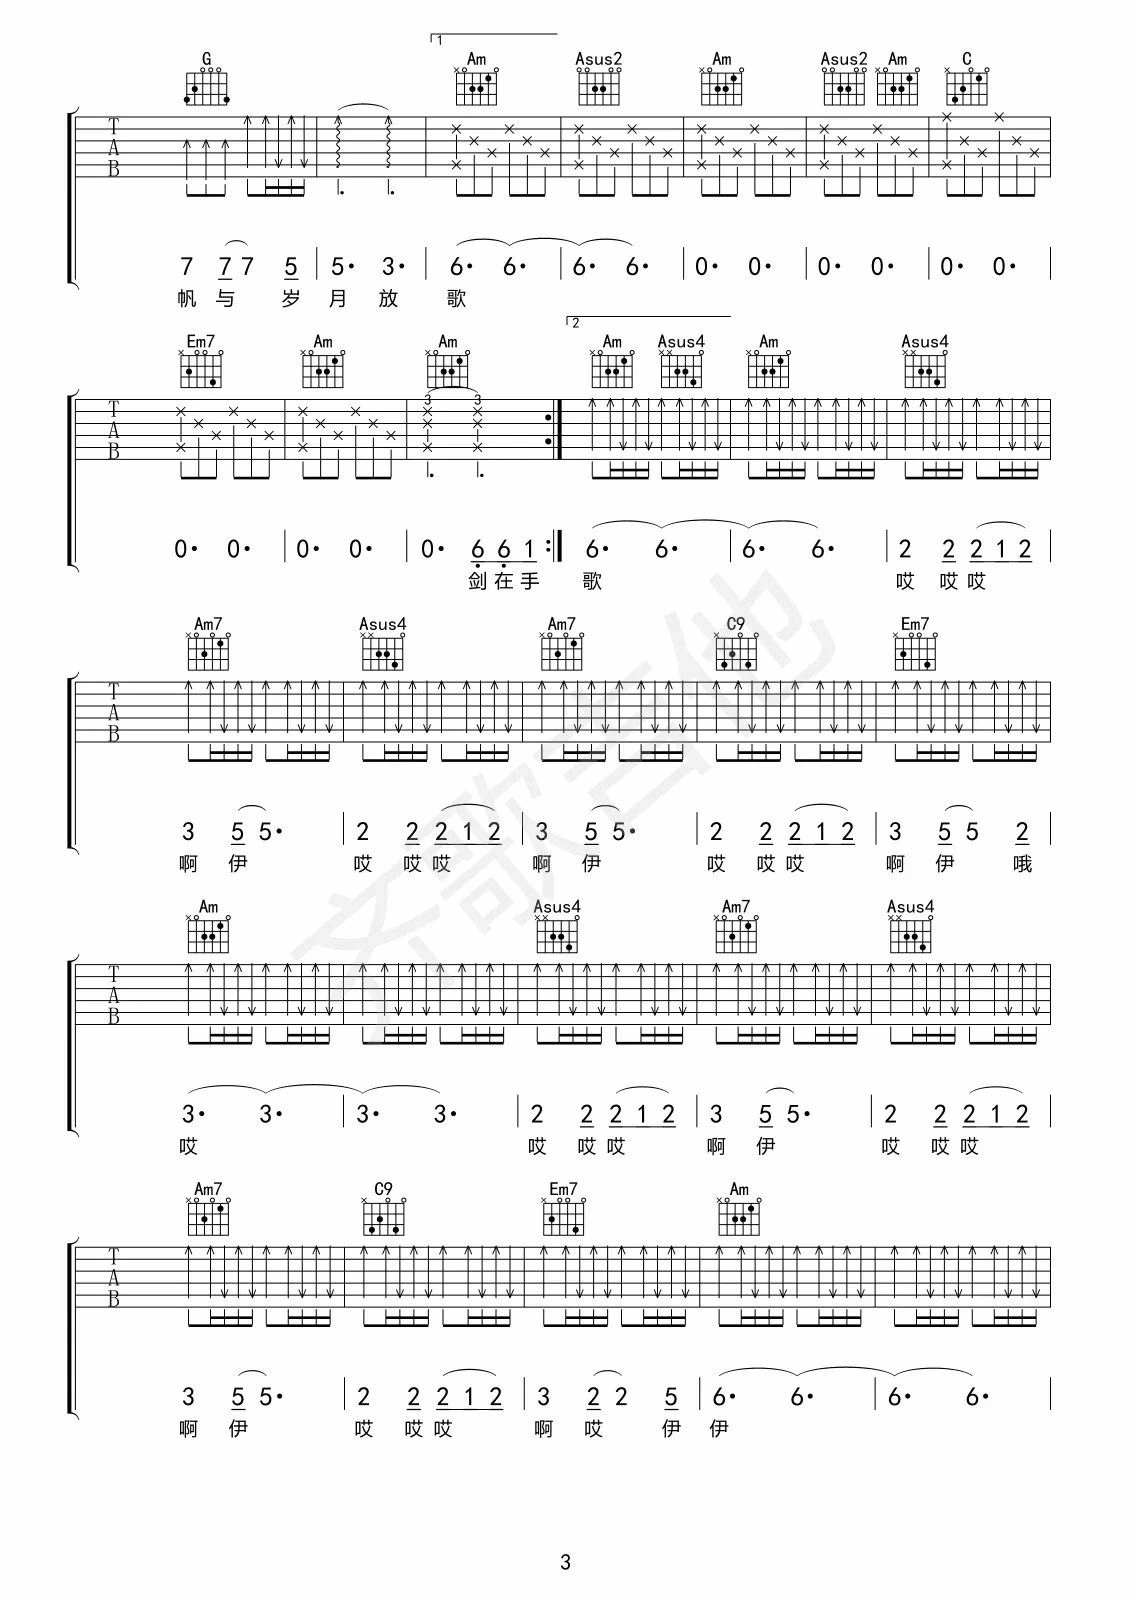 1
G Am Asus2 Am Asus2 Am C
T
A
B
7 7 7 5 | 5· 3· | 6· 6· | 6· 6· | 0· 0· | 0· 0· | 0· 0· |
帆 与 岁 月 放 歌
2
Em7 Am Am Am Asus4 Am Asus4
3 3
T
A
B
0· 0· | 0· 0· | 0· 6 6 1 :| 6· 6· | 6· 6· | 2 2 2 1 2
剑 在 手 歌 哎 哎 哎
Am7 Asus4 Am7 C9 Em7
T
A
B
3 5 5· | 2 2 2 1 2 | 3 5 5· | 2 2 2 1 2 | 3 5 5 2
啊 伊 哎 哎 哎 啊 伊 哎 哎 哎 啊 伊 哦
Am Asus4 Am7 Asus4
T
A
B
3· 3· | 3· 3· | 2 2 2 1 2 | 3 5 5· | 2 2 2 1 2
哎 哎 哎 哎 啊 伊 哎 哎 哎
Am7 C9 Em7 Am
T
A
B
3 5 5· | 2 2 2 1 2 | 3 2 2 5 | 6· 6· | 6· 6· |
啊 伊 哎 哎 哎 啊 哎 伊 伊
齐歌吉他
3